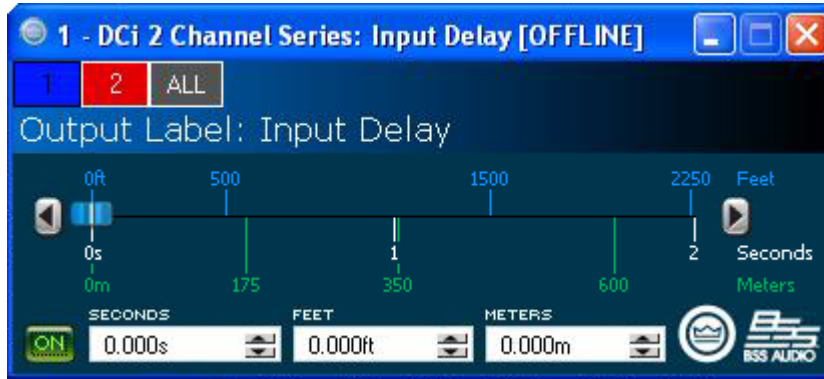 1 - DCi 2 Channel Series: Input Delay [OFFLINE]
1 2 ALL
Output Label: Input Delay
0ft 500 1500 2250 Feet
0s 1 2 Seconds
0m 175 350 600 Meters
SECONDS FEET METERS
ON 0.000s 0.000ft 0.000m
BSS AUDIO